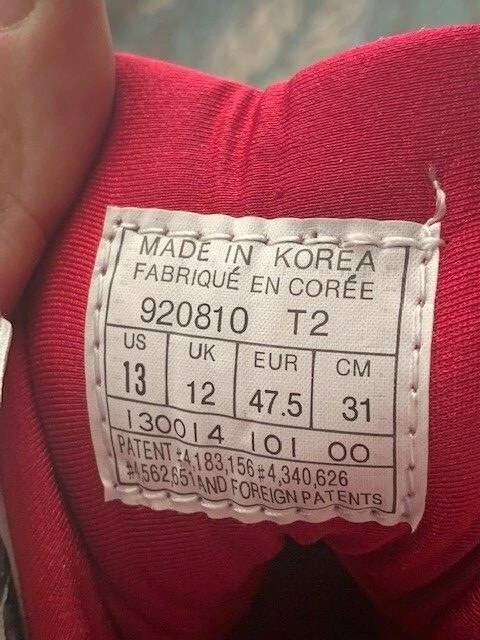 MADE IN KOREA
FABRIQUÉ EN CORÉE
920810 T2
US UK EUR CM
13 12 47.5 31
130014 101 00
PATENT #4,183,156#4,340,626
#4,562,651 AND FOREIGN PATENTS